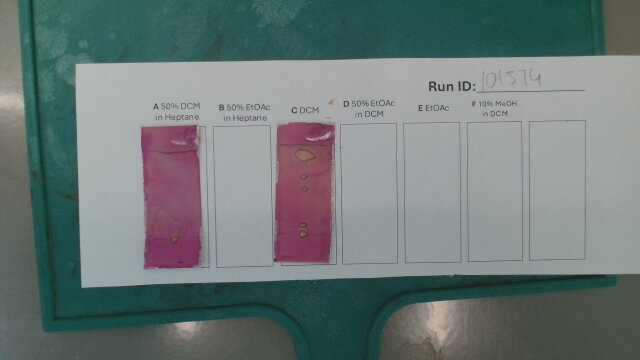 Run ID: 101574
A 50% DCM in Heptane
B 50% EtOAc in Heptane
C DCM
D 50% EtOAc in DCM
E EtOAc
F 10% MeOH in DCM